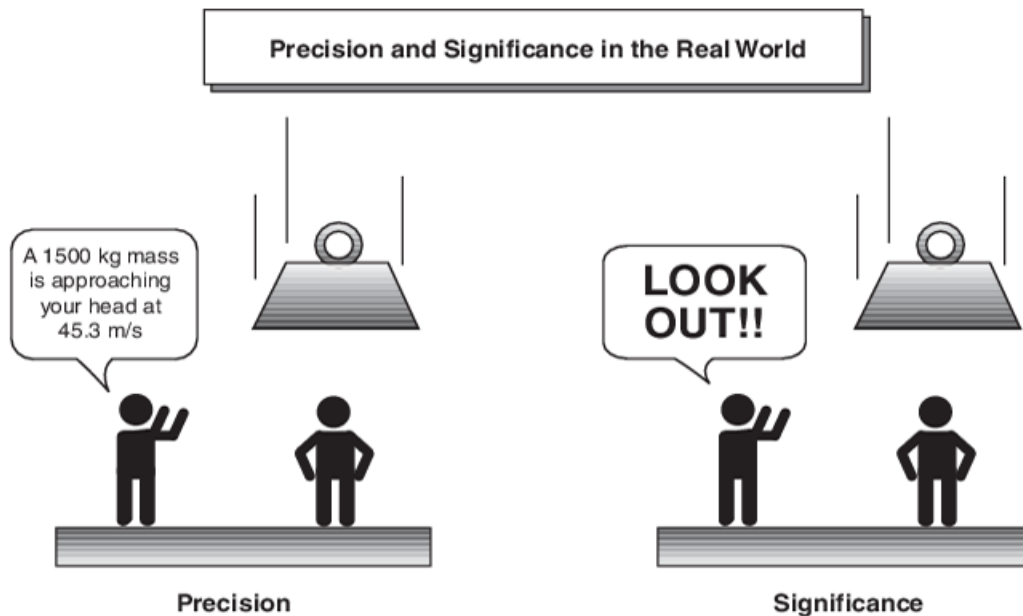 Precision and Significance in the Real World
A 1500 kg mass
is approaching
your head at
45.3 m/s
LOOK
OUT!!
Precision
Significance